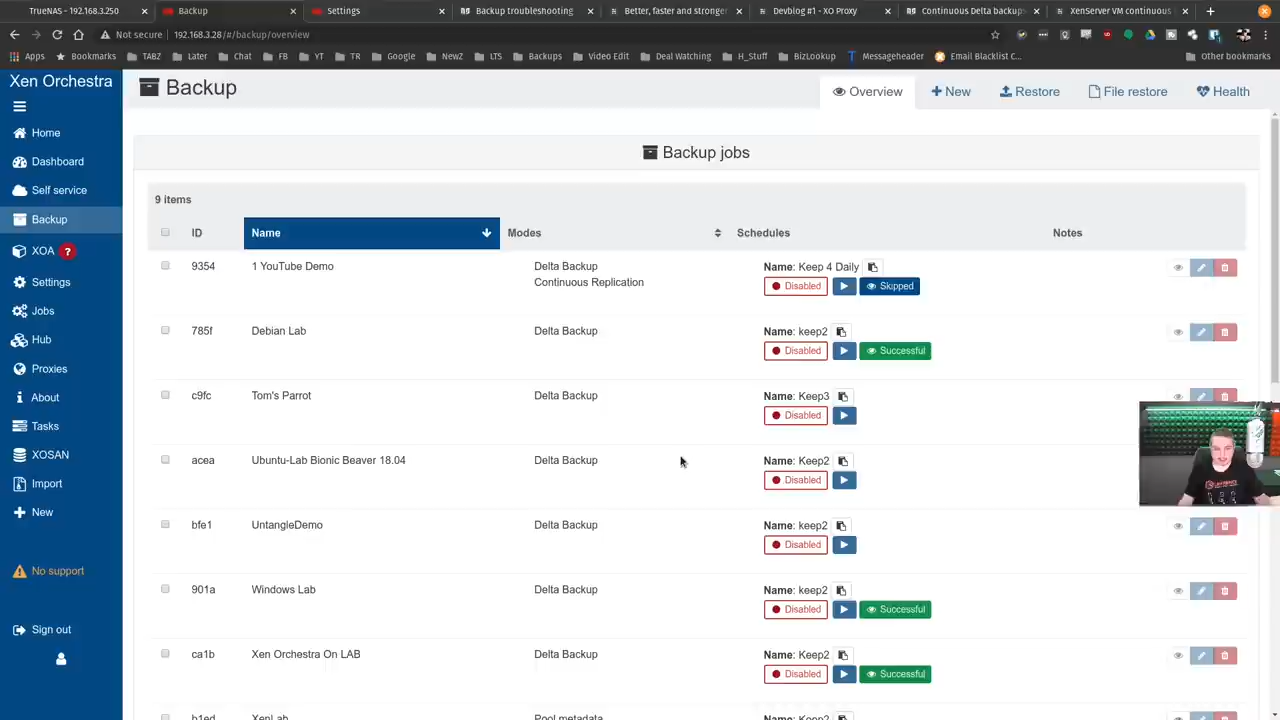 TrueNAS - 192.168.3.250
Backup
Settings
Backup troubleshooting
Better, faster and stronger
Devblog #1 - XO Proxy
Continuous Delta backups
XenServer VM continuous
Not secure
192.168.3.28/#/backup/overview
Apps
Bookmarks
TABZ
Later
Chat
FB
YT
TR
Google
NewZ
LTS
Backups
Video Edit
Deal Watching
H_Stuff
BizLookup
Messageheader
Email Blacklist C...
Other bookmarks
Xen Orchestra
Home
Dashboard
Self service
Backup
XOA ?
Settings
Jobs
Hub
Proxies
About
Tasks
XOSAN
Import
New
No support
Sign out
Backup
Overview
New
Restore
File restore
Health
Backup jobs
9 items
ID Name Modes Schedules Notes
9354 1 YouTube Demo Delta Backup Name: Keep 4 Daily
Continuous Replication Disabled Skipped
785f Debian Lab Delta Backup Name: keep2
Disabled Successful
c9fc Tom's Parrot Delta Backup Name: Keep3
Disabled
acea Ubuntu-Lab Bionic Beaver 18.04 Delta Backup Name: Keep2
Disabled
bfe1 UntangleDemo Delta Backup Name: keep2
Disabled
901a Windows Lab Delta Backup Name: keep2
Disabled Successful
ca1b Xen Orchestra On LAB Delta Backup Name: Keep2
Disabled Successful
b1ed XenLab Pool metadata Name: Keep2